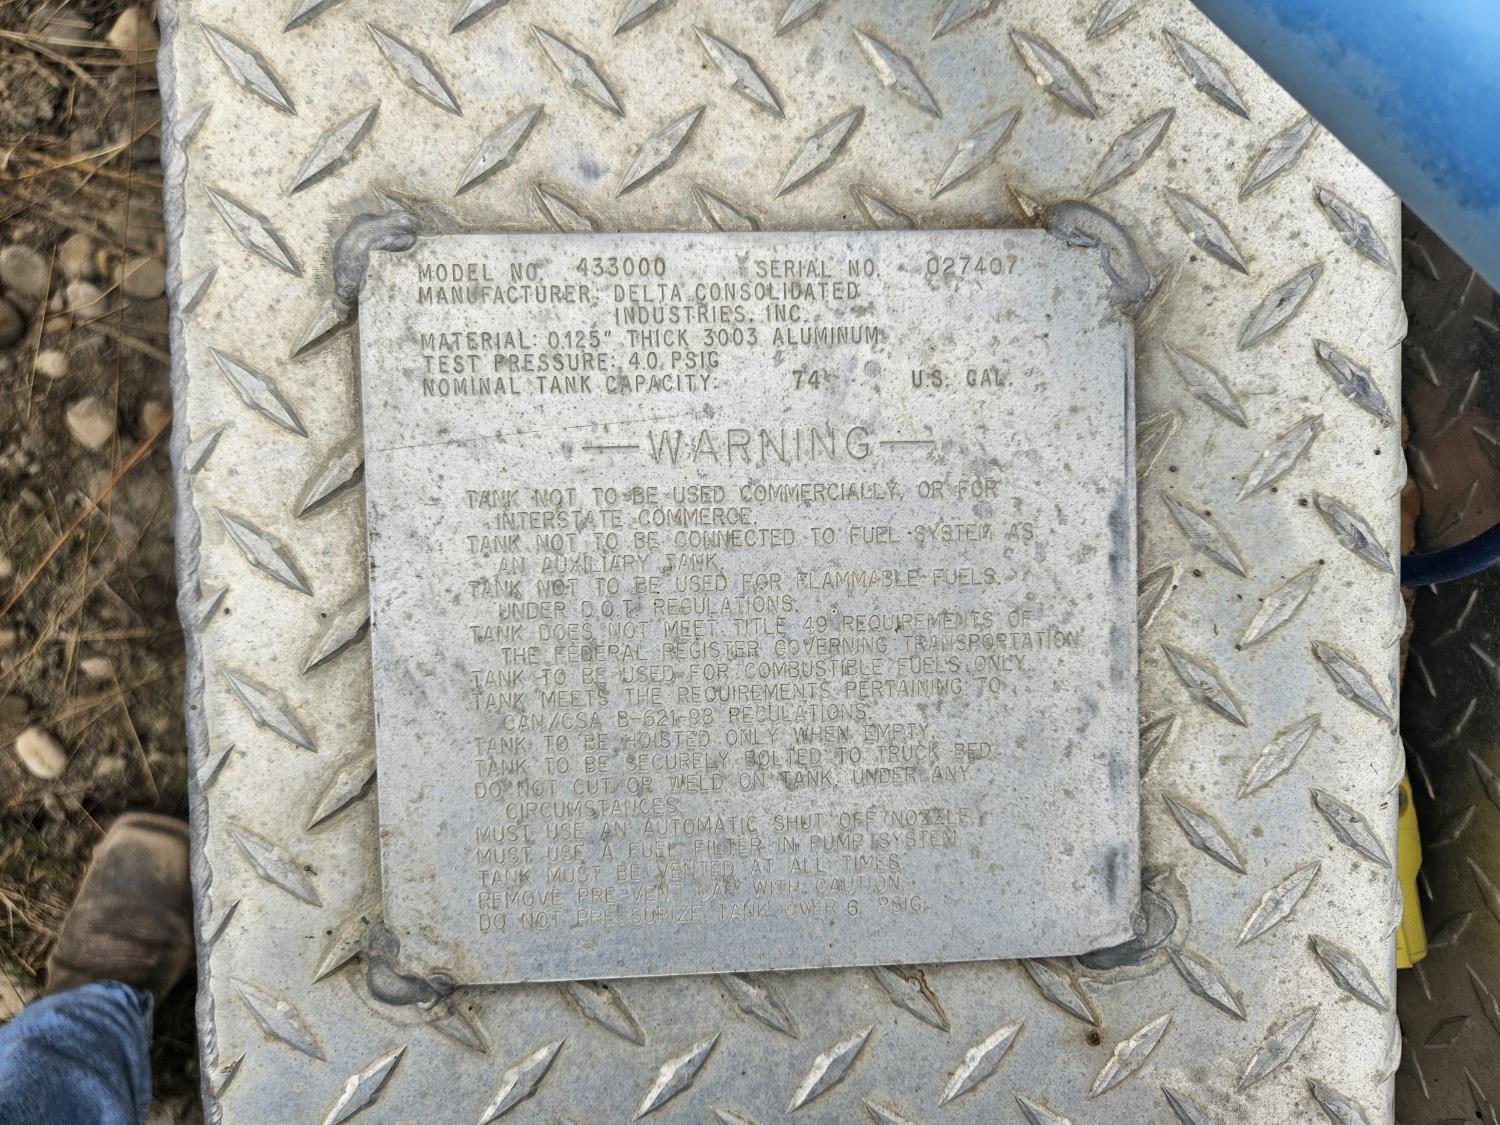 MODEL NO. 433000 SERIAL NO. 027407
MANUFACTURER: DELTA CONSOLIDATED
INDUSTRIES, INC.
MATERIAL: 0.125" THICK 3003 ALUMINUM
TEST PRESSURE: 4.0 PSIG
NOMINAL TANK CAPACITY: 74 U.S. GAL.
—WARNING—
TANK NOT TO BE USED COMMERCIALLY, OR FOR
INTERSTATE COMMERCE.
TANK NOT TO BE CONNECTED TO FUEL SYSTEM AS
AN AUXILIARY TANK.
TANK NOT TO BE USED FOR FLAMMABLE FUELS.
UNDER D.O.T. REGULATIONS.
TANK DOES NOT MEET TITLE 49 REQUIREMENTS OF
THE FEDERAL REGISTER GOVERNING TRANSPORTATION
TANK TO BE USED FOR COMBUSTIBLE FUELS ONLY.
TANK MEETS THE REQUIREMENTS PERTAINING TO
CAN/CSA B-621-98 REGULATIONS.
TANK TO BE HOISTED ONLY WHEN EMPTY.
TANK TO BE SECURELY BOLTED TO TRUCK BED.
DO NOT CUT OR WELD ON TANK UNDER ANY
CIRCUMSTANCES.
MUST USE AN AUTOMATIC SHUT OFF NOZZLE.
MUST USE A FUEL FILTER IN PUMP SYSTEM
TANK MUST BE VENTED AT ALL TIMES.
REMOVE PRE-VENT CAP WITH CAUTION.
DO NOT PRESSURIZE TANK OVER 6 PSIG.